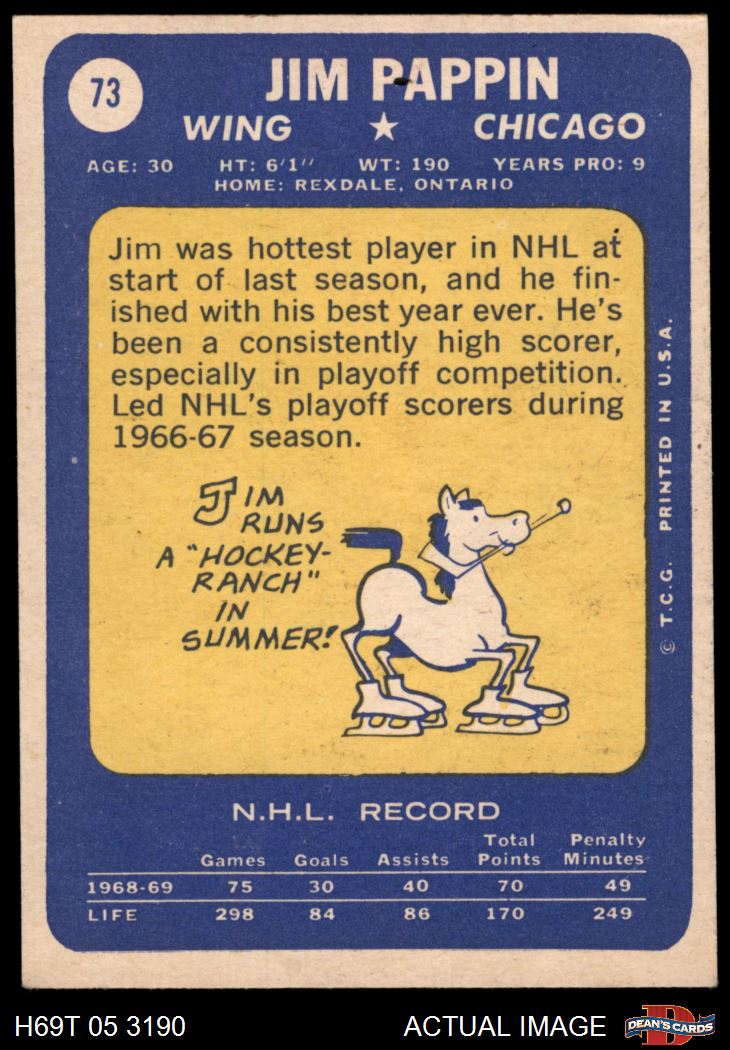 73
JIM PAPPIN
WING ★ CHICAGO
AGE: 30 HT: 6'1'' WT: 190 YEARS PRO: 9
HOME: REXDALE, ONTARIO
Jim was hottest player in NHL at
start of last season, and he fin-
ished with his best year ever. He's
been a consistently high scorer,
especially in playoff competition.
Led NHL's playoff scorers during
1966-67 season.
JIM
RUNS
A "HOCKEY-
RANCH"
IN
SUMMER!
© T.C.G. PRINTED IN U.S.A.
N.H.L. RECORD
Games Goals Assists Total Points Penalty Minutes
1968-69 75 30 40 70 49
LIFE 298 84 86 170 249
H69T 05 3190 ACTUAL IMAGE
D
DEAN'S CARDS